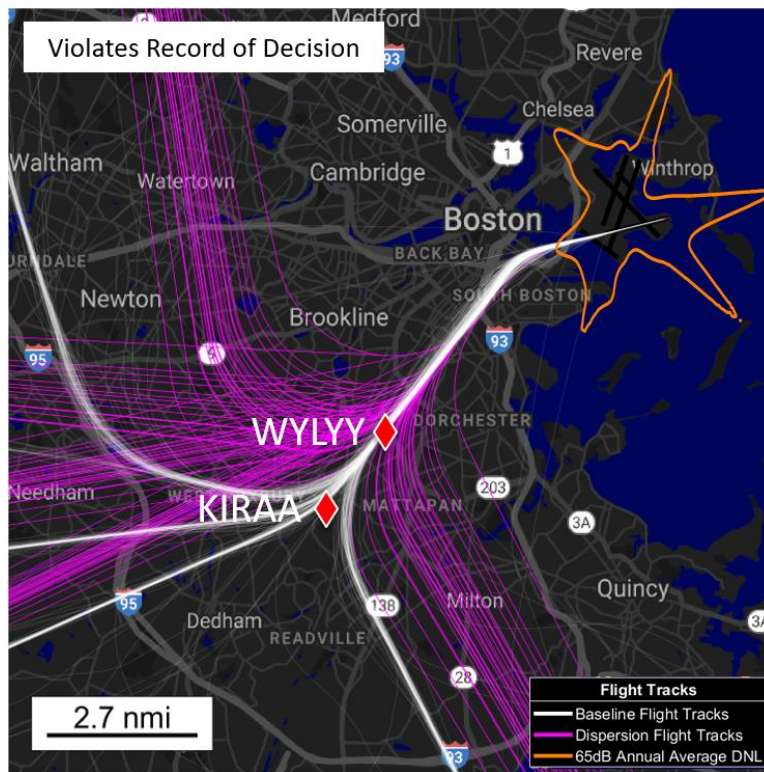 Violates Record of Decision
Medford
Revere
93
Chelsea
Somerville
1
Waltham
Watertown
Cambridge
Winthrop
Boston
BACK BAY
SOUTH BOSTON
Newton
Brookline
93
95
9
WYLYY
DORCHESTER
Needham
KIRAA
MATTAPAN
203
3A
95
138
Milton
Quincy
3A
Dedham
READVILLE
28
93
2.7 nmi
Flight Tracks
Baseline Flight Tracks
Dispersion Flight Tracks
65dB Annual Average DNL